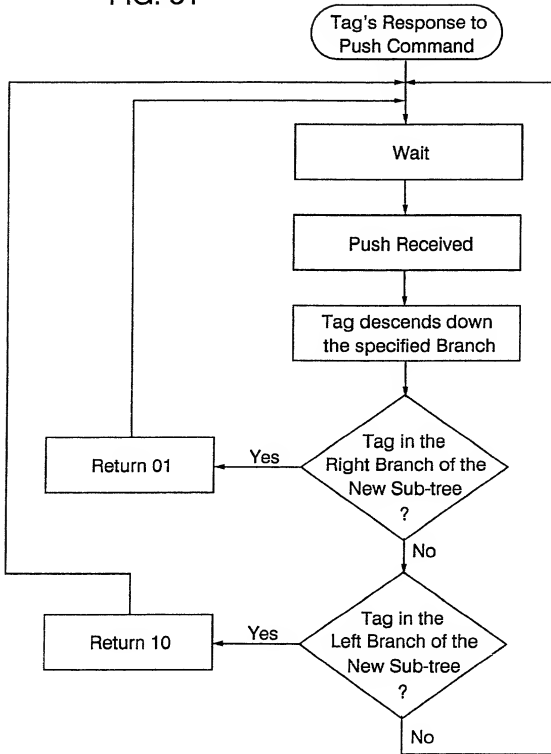 Tag's Response to
Push Command
Wait
Push Received
Tag descends down
the specified Branch
Tag in the
Right Branch of the
New Sub-tree
?
Yes
Return 01
No
Tag in the
Left Branch of the
New Sub-tree
?
Yes
Return 10
No